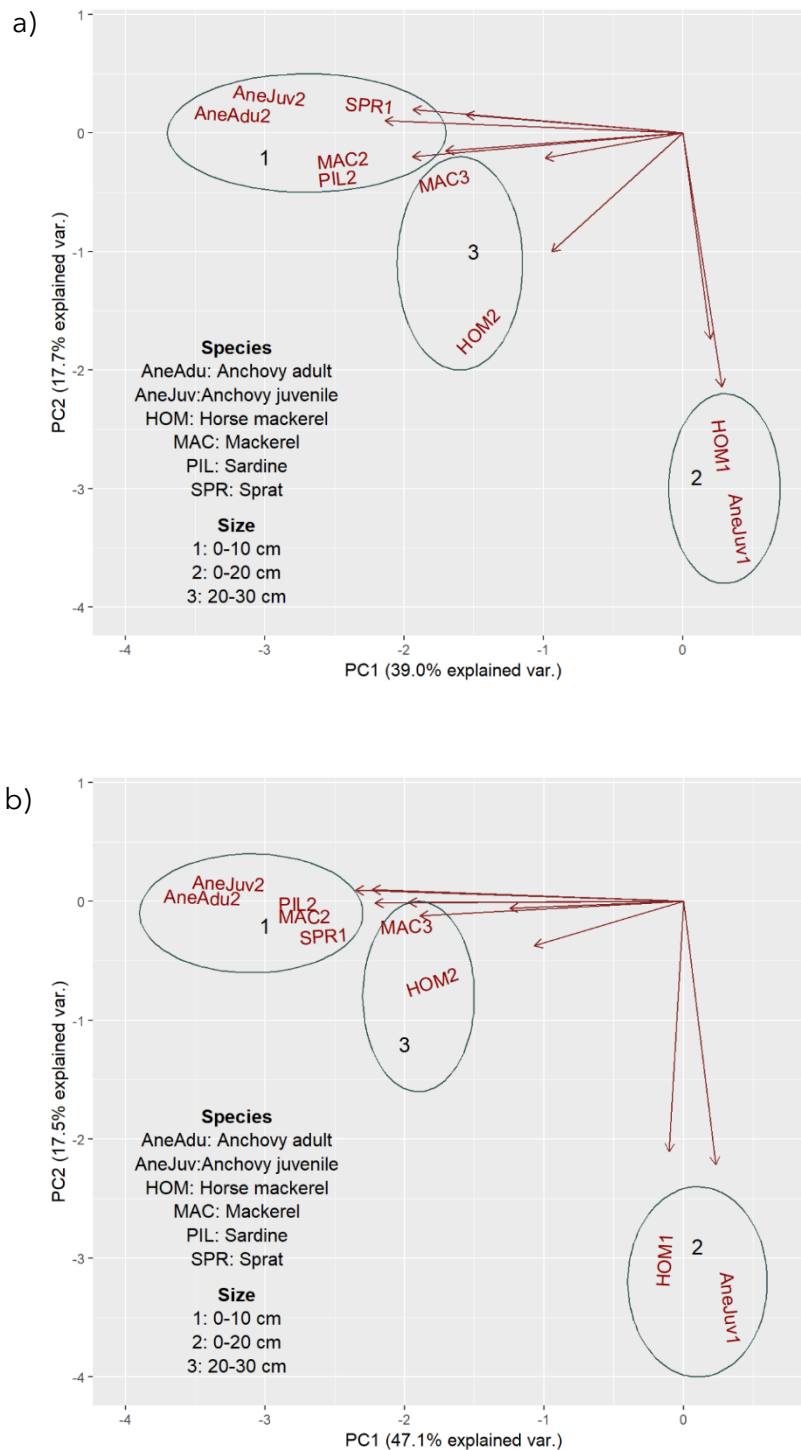 a)
1
0
-1
-2
-3
-4
PC2 (17.7% explained var.)
AneJuv2
AneAdu2
SPR1
1
MAC2
PIL2
MAC3
3
HOM2
HOM1
2
AneJuv1
Species
AneAdu: Anchovy adult
AneJuv:Anchovy juvenile
HOM: Horse mackerel
MAC: Mackerel
PIL: Sardine
SPR: Sprat
Size
1: 0-10 cm
2: 0-20 cm
3: 20-30 cm
-4 -3 -2 -1 0
PC1 (39.0% explained var.)
b)
1
0
-1
-2
-3
-4
PC2 (17.5% explained var.)
AneJuv2
AneAdu2
PIL2
1
MAC2
SPR1
MAC3
HOM2
3
HOM1
2
AneJuv1
Species
AneAdu: Anchovy adult
AneJuv:Anchovy juvenile
HOM: Horse mackerel
MAC: Mackerel
PIL: Sardine
SPR: Sprat
Size
1: 0-10 cm
2: 0-20 cm
3: 20-30 cm
-4 -3 -2 -1 0
PC1 (47.1% explained var.)